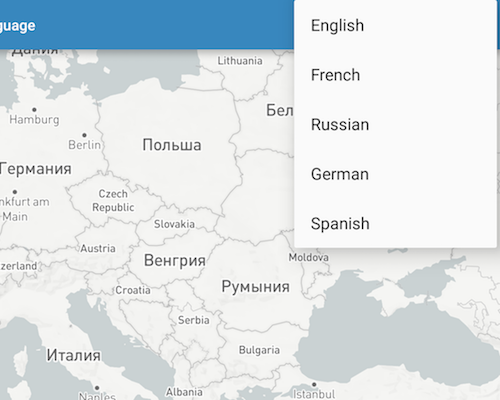 guage
English
French
Russian
German
Spanish
Дания
Lithuania
Hamburg
Бел
Berlin
Польша
Германия
nkfurt am
Main
Czech
Republic
Slovakia
Austria
zerland
Венгрия
Moldova
Croatia
Румыния
Serbia
Bulgaria
Италия
Albania
Naples
Istanbul